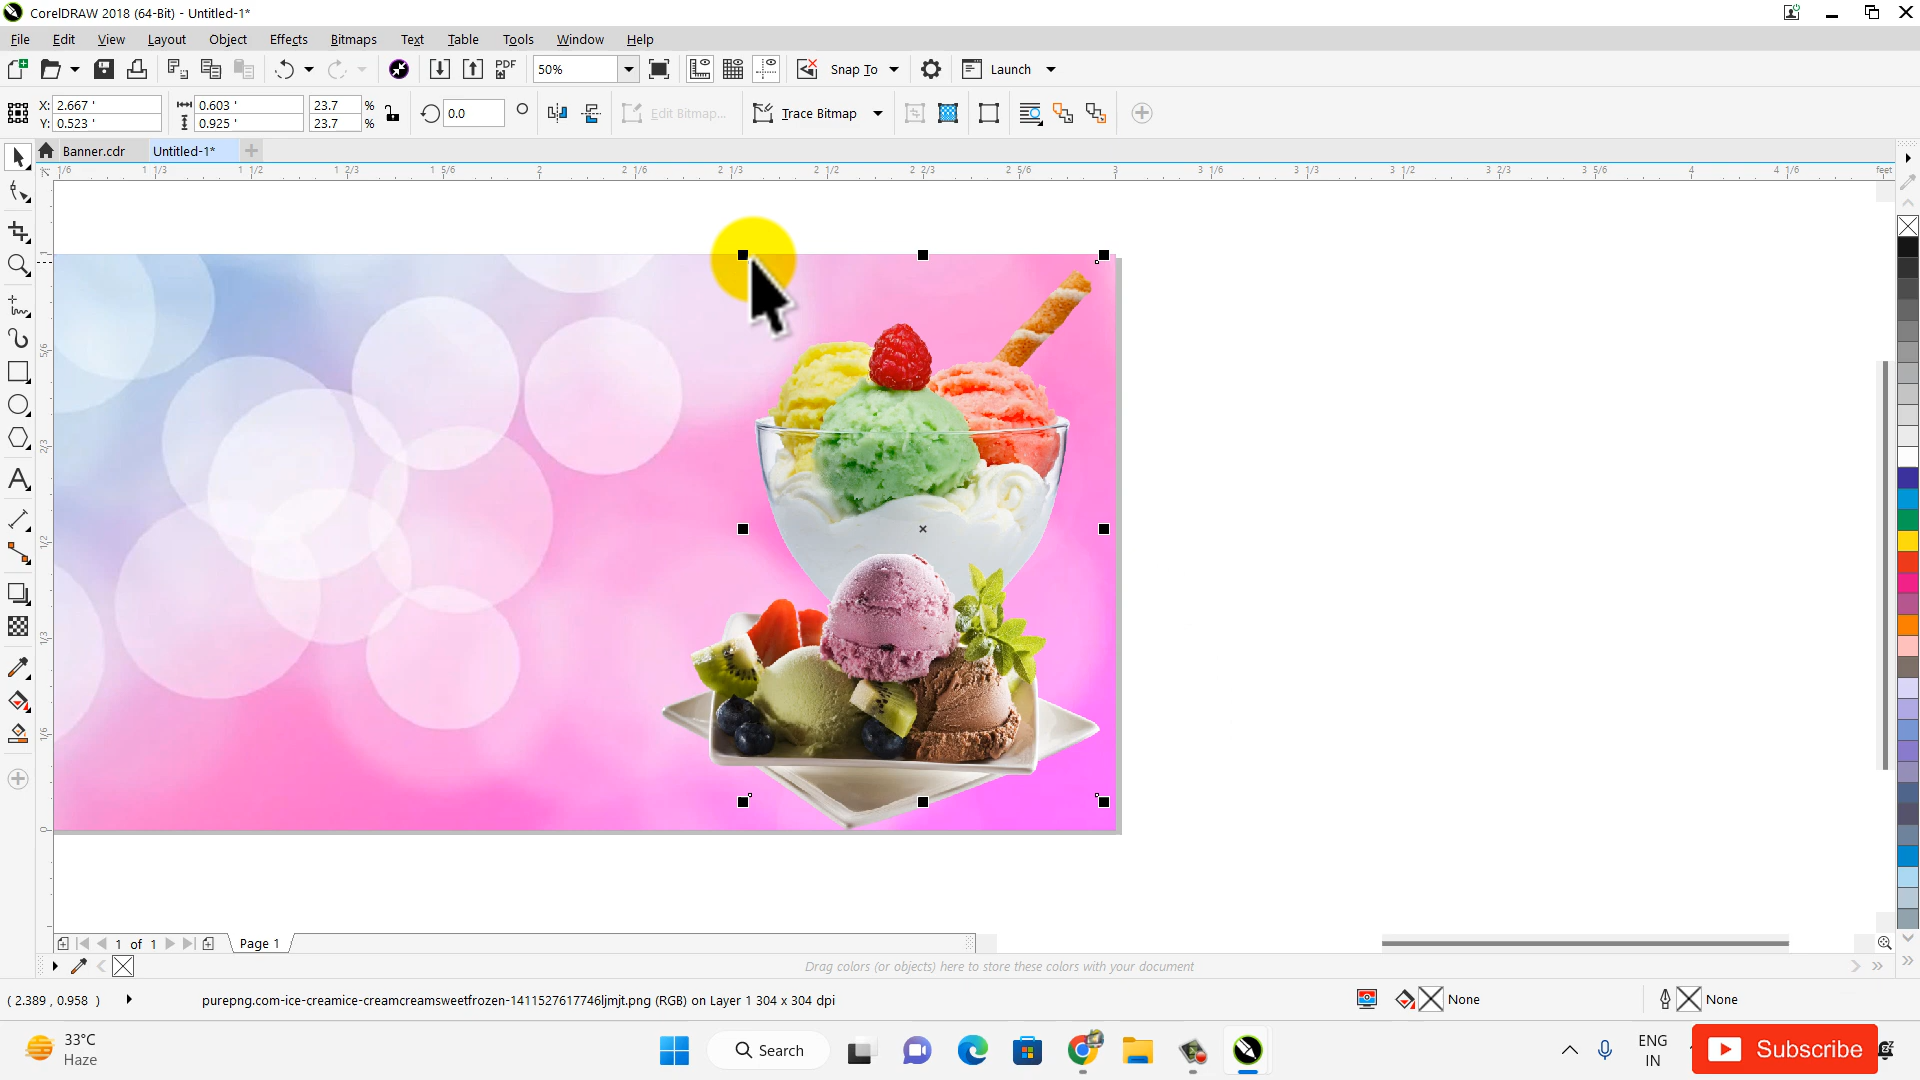 CorelDRAW 2018 (64-Bit) - Untitled-1*
File Edit View Layout Object Effects Bitmaps Text Table Tools Window Help
PDF 50% Snap To Launch
X: 2.667 ' 0.603 ' 23.7 %
Y: 0.523 ' 0.925 ' 23.7 %
0.0 Edit Bitmap... Trace Bitmap
Banner.cdr Untitled-1*
1/6 1 1/3 1 1/2 1 2/3 1 5/6 2 2 1/6 2 1/3 2 1/2 2 2/3 2 5/6 3 3 1/6 3 1/3 3 1/2 3 2/3 3 5/6 4 4 1/6 feet
1
5/6
2/3
1/2
1/3
1/6
0
1 of 1 Page 1
Drag colors (or objects) here to store these colors with your document
( 2.389 , 0.958 ) purepng.com-ice-creamice-creamcreamsweetfrozen-1411527617746ljmjt.png (RGB) on Layer 1 304 x 304 dpi None None
33°C
Haze
Search
ENG
IN
Subscribe